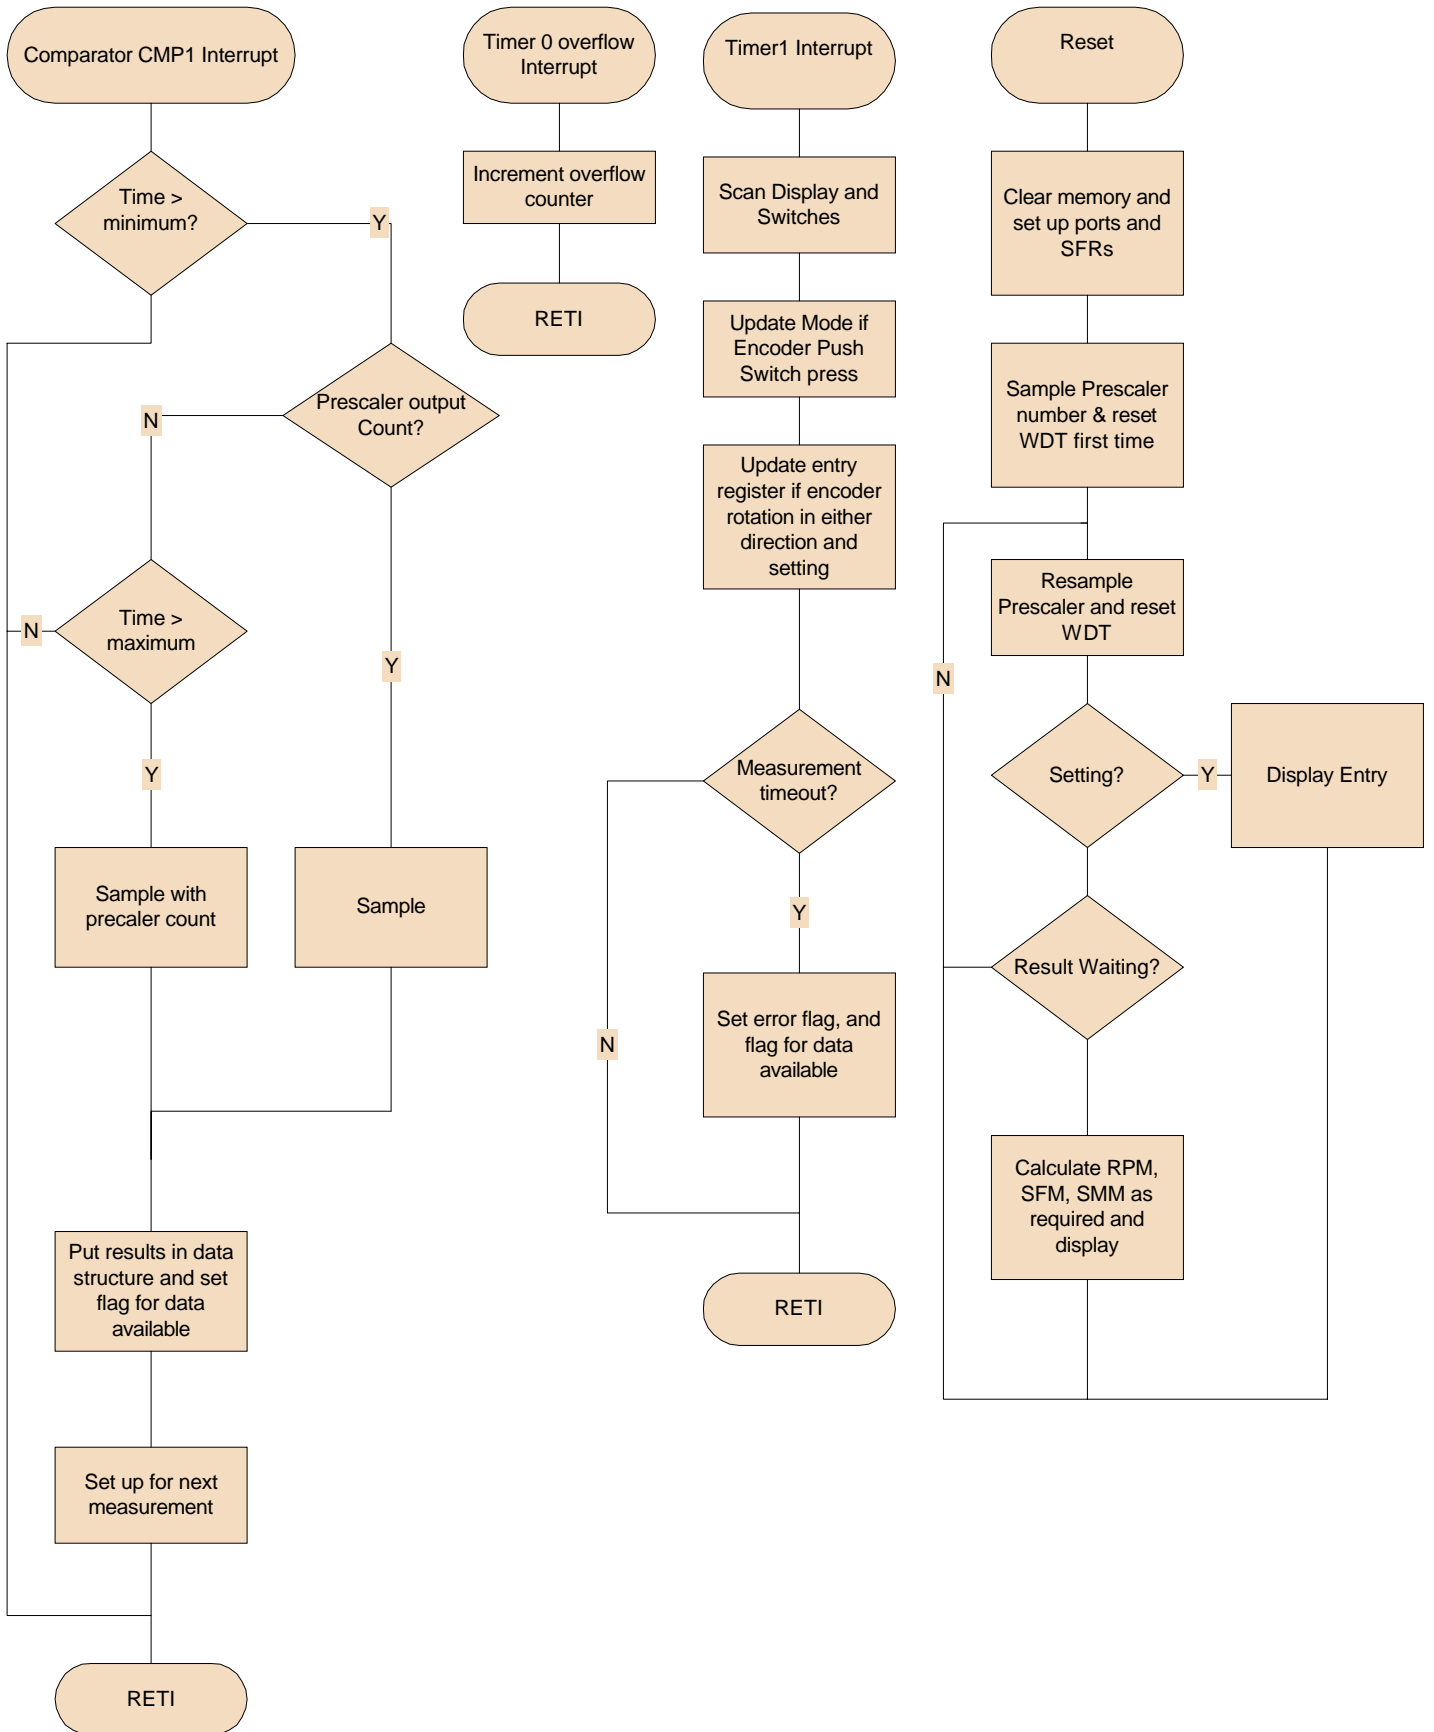 Comparator CMP1 Interrupt
Time >
minimum?
Y
Prescaler output
Count?
N
Time >
maximum
N
Y
Y
Sample with
precaler count
Sample
Put results in data
structure and set
flag for data
available
Set up for next
measurement
RETI
Timer 0 overflow
Interrupt
Increment overflow
counter
RETI
Timer1 Interrupt
Scan Display and
Switches
Update Mode if
Encoder Push
Switch press
Update entry
register if encoder
rotation in either
direction and
setting
Measurement
timeout?
Y
N
Set error flag, and
flag for data
available
RETI
Reset
Clear memory and
set up ports and
SFRs
Sample Prescaler
number & reset
WDT first time
Resample
Prescaler and reset
WDT
N
Setting?
Y
Display Entry
Result Waiting?
Calculate RPM,
SFM, SMM as
required and
display